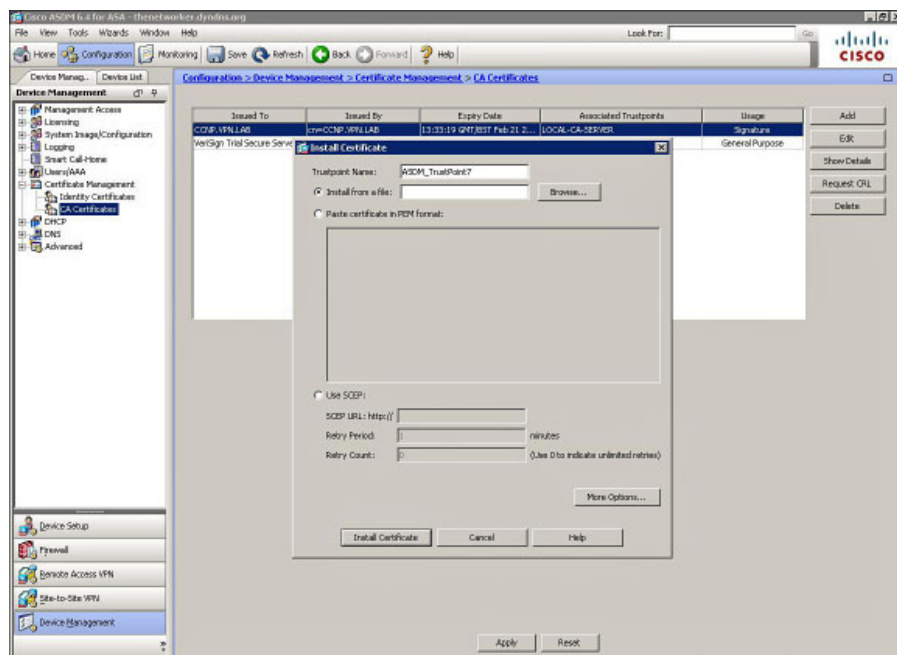 Cisco ASDM 6.4 for ASA - thenetworker.dyndns.org
File View Tools Wizards Window Help
Look For:
Go
Home Configuration Monitoring Save Refresh Back Forward Help
CISCO
Device Manag.. Device List
Device Management
Configuration > Device Management > Certificate Management > CA Certificates
Management Access
Licensing
System Image/Configuration
Logging
Smart Call-Home
Users/AAA
Certificate Management
Identity Certificates
CA Certificates
DHCP
DNS
Advanced
Issued To Issued By Expiry Date Associated Trustpoints Usage
CCNP.VPN.LAB cn=CCNP.VPN.LAB 13:33:19 GMT/BST Feb 21 2... LOCAL-CA-SERVER Signature
VeriSign Trial Secure Serve
General Purpose
Add
Edit
Show Details
Request CRL
Delete
Install Certificate
Trustpoint Name: ASDM_TrustPoint7
Install from a file: Browse...
Paste certificate in PEM format:
Use SCEP:
SCEP URL: http://
Retry Period: 1 minutes
Retry Count: 0 (Use 0 to indicate unlimited retries)
More Options...
Install Certificate Cancel Help
Device Setup
Firewall
Remote Access VPN
Site-to-Site VPN
Device Management
Apply Reset